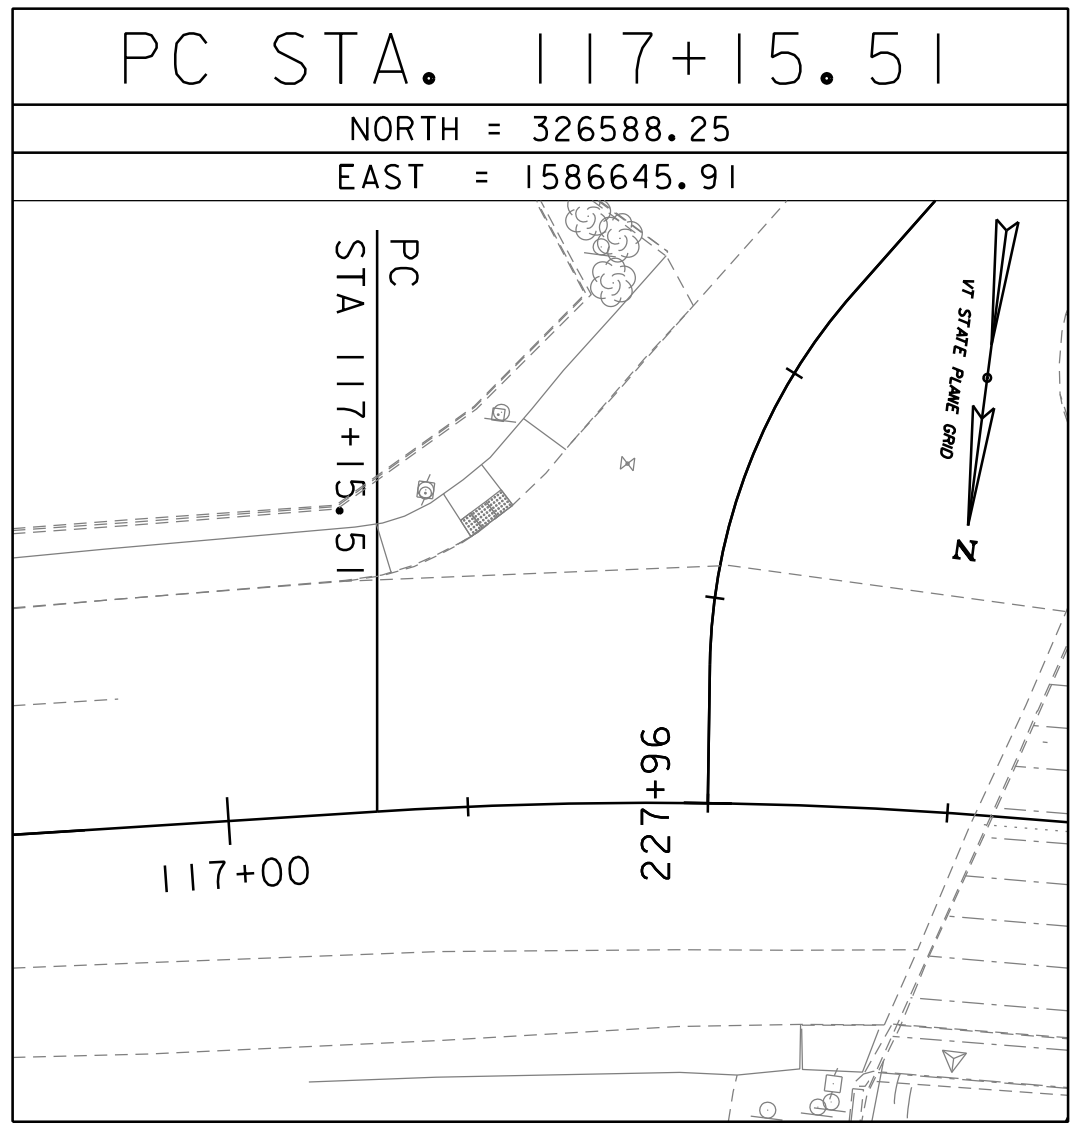 PC STA. 117+15.51
NORTH = 326588.25
EAST = 1586645.91
PC
STA 117+15.51
VT STATE PLANE GRID
N
227+96
117+00